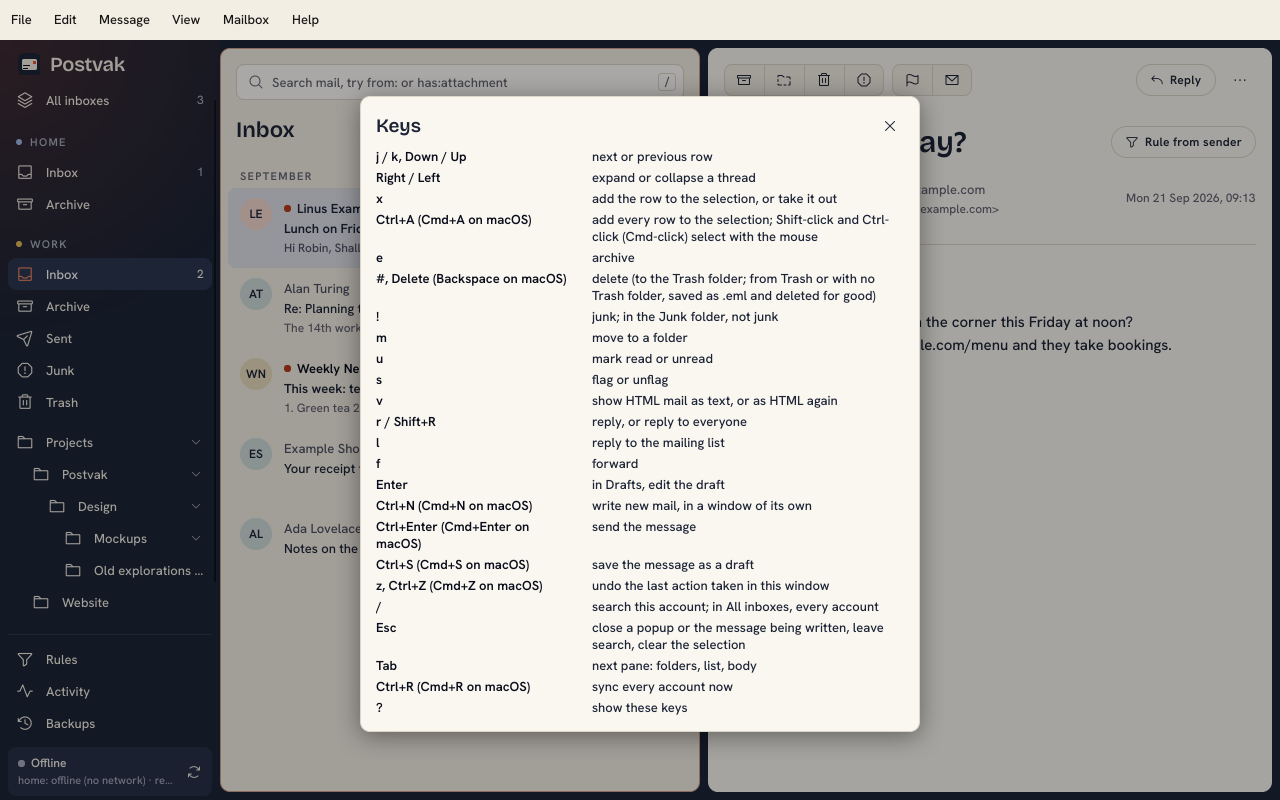 File Edit Message View Mailbox Help
Postvak
All inboxes 3
HOME
Inbox 1
Archive
WORK
Inbox 2
Archive
Sent
Junk
Trash
Projects
Postvak
Design
Mockups
Old explorations ...
Website
Rules
Activity
Backups
Offline
home: offline (no network) · re...
Search mail, try from: or has:attachment /
Inbox
SEPTEMBER
LE Linus Exam
Lunch on Frid
Hi Robin, Shall
AT Alan Turing
Re: Planning t
The 14th work
WN Weekly Ne
This week: te
1. Green tea 2
ES Example Sho
Your receipt
AL Ada Lovelace
Notes on the
Reply ...
ay?
Rule from sender
ample.com
example.com>
Mon 21 Sep 2026, 09:13
the corner this Friday at noon?
le.com/menu and they take bookings.
Keys
j / k, Down / Up next or previous row
Right / Left expand or collapse a thread
x add the row to the selection, or take it out
Ctrl+A (Cmd+A on macOS) add every row to the selection; Shift-click and Ctrl-
click (Cmd-click) select with the mouse
e archive
#, Delete (Backspace on macOS) delete (to the Trash folder; from Trash or with no
Trash folder, saved as .eml and deleted for good)
! junk; in the Junk folder, not junk
m move to a folder
u mark read or unread
s flag or unflag
v show HTML mail as text, or as HTML again
r / Shift+R reply, or reply to everyone
l reply to the mailing list
f forward
Enter in Drafts, edit the draft
Ctrl+N (Cmd+N on macOS) write new mail, in a window of its own
Ctrl+Enter (Cmd+Enter on send the message
macOS)
Ctrl+S (Cmd+S on macOS) save the message as a draft
z, Ctrl+Z (Cmd+Z on macOS) undo the last action taken in this window
/ search this account; in All inboxes, every account
Esc close a popup or the message being written, leave
search, clear the selection
Tab next pane: folders, list, body
Ctrl+R (Cmd+R on macOS) sync every account now
? show these keys